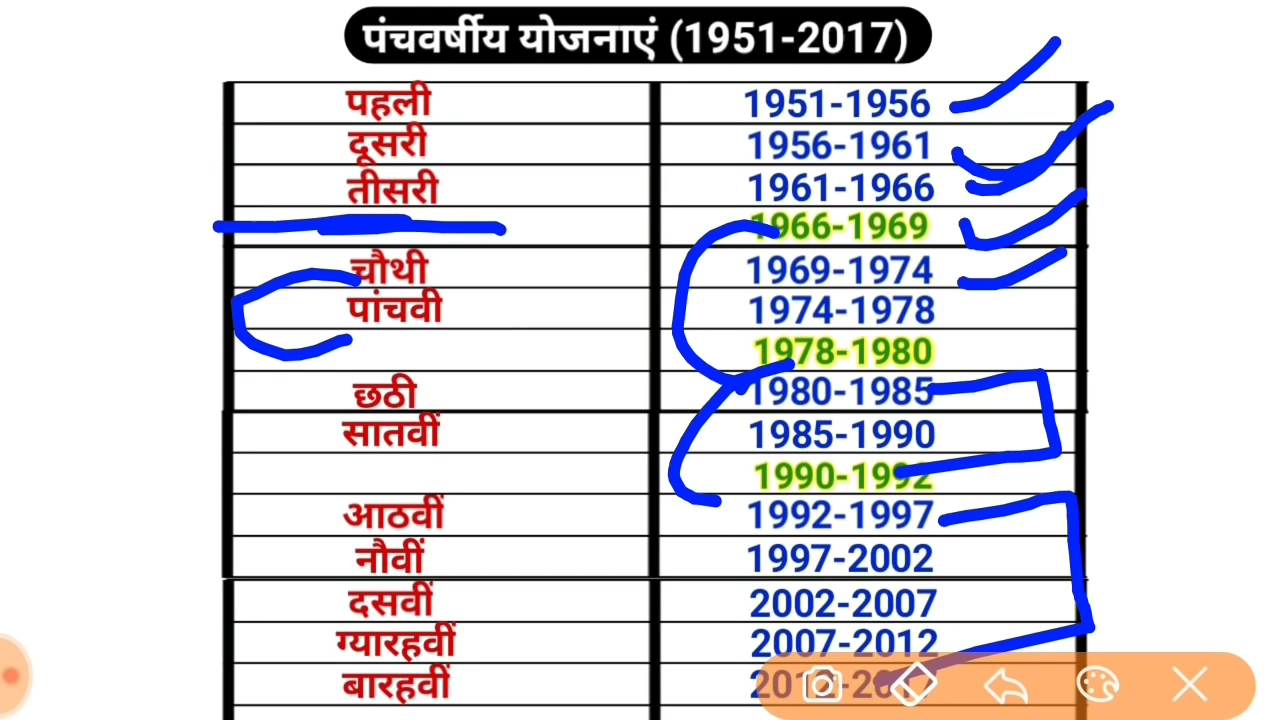 पंचवर्षीय योजनाएं (1951-2017)
पहली 1951-1956
दूसरी 1956-1961
तीसरी 1961-1966
1966-1969
चौथी 1969-1974
पांचवी 1974-1978
1978-1980
छठी 1980-1985
सातवीं 1985-1990
1990-1992
आठवीं 1992-1997
नौवीं 1997-2002
दसवीं 2002-2007
ग्यारहवीं 2007-2012
बारहवीं